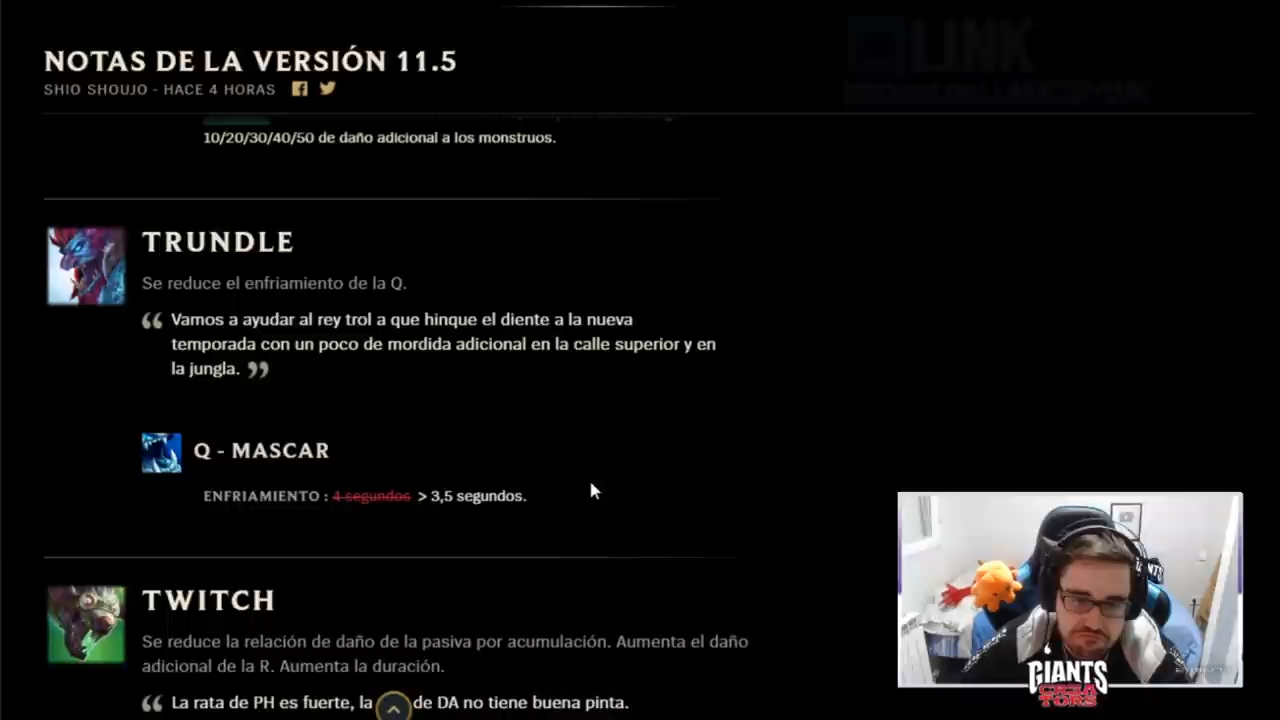 LINK
NOTAS DE LA VERSIÓN 11.5
SHIO SHOUJO - HACE 4 HORAS
10/20/30/40/50 de daño adicional a los monstruos.
TRUNDLE
Se reduce el enfriamiento de la Q.
“ Vamos a ayudar al rey trol a que hinque el diente a la nueva
temporada con un poco de mordida adicional en la calle superior y en
la jungla. ”
Q - MASCAR
ENFRIAMIENTO : 4 segundos > 3,5 segundos.
TWITCH
Se reduce la relación de daño de la pasiva por acumulación. Aumenta el daño
adicional de la R. Aumenta la duración.
“ La rata de PH es fuerte, la de DA no tiene buena pinta.
GIANTS
CREA
TORS